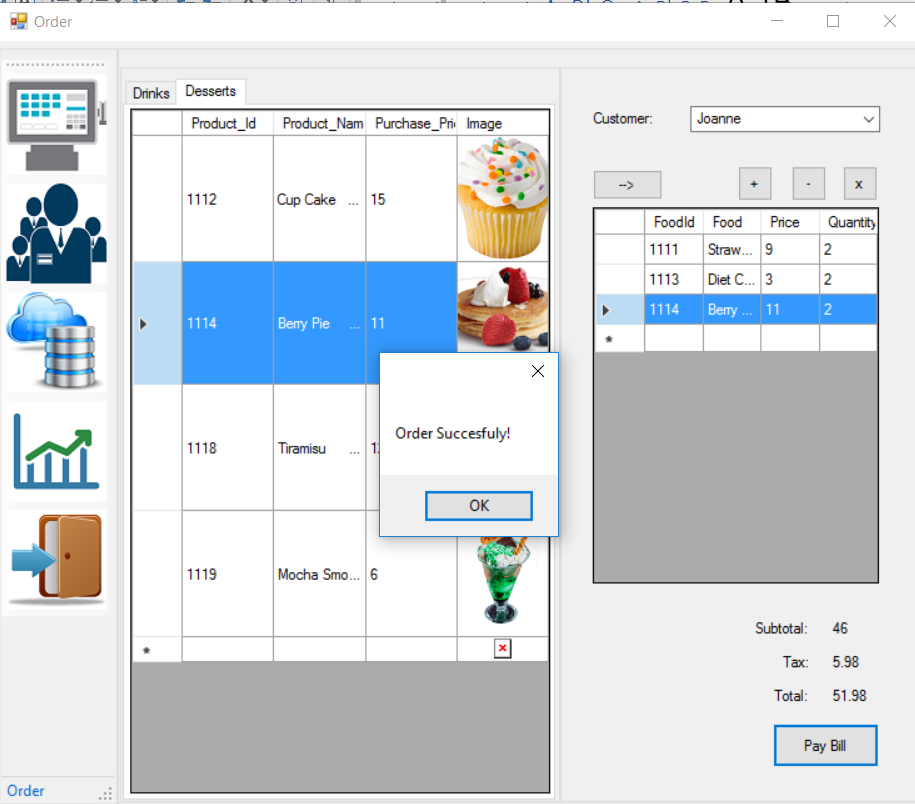 Order
Drinks Desserts
Product_Id Product_Nam Purchase_Pri Image
1112 Cup Cake ... 15
1114 Berry Pie ... 11
1118 Tiramisu ...
1119 Mocha Smo... 6
Customer: Joanne
--> + - x
FoodId Food Price Quantity
1111 Straw... 9 2
1113 Diet C... 3 2
1114 Berry ... 11 2
*
Order Succesfuly!
OK
*
Subtotal: 46
Tax: 5.98
Total: 51.98
Pay Bill
Order